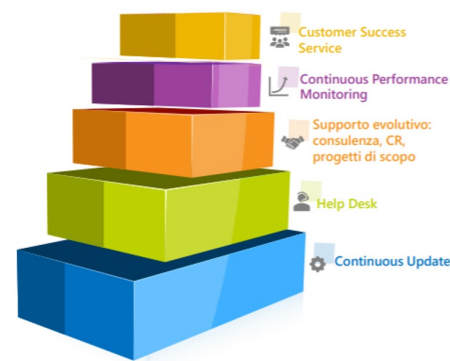 Customer Success
Service
Continuous Performance
Monitoring
Supporto evolutivo:
consulenza, CR,
progetti di scopo
Help Desk
Continuous Update